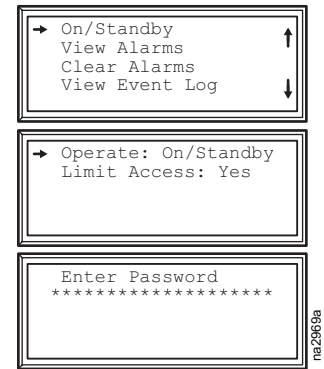 → On/Standby ↑
View Alarms
Clear Alarms
View Event Log ↓
→ Operate: On/Standby
Limit Access: Yes
Enter Password
********************
na2969a